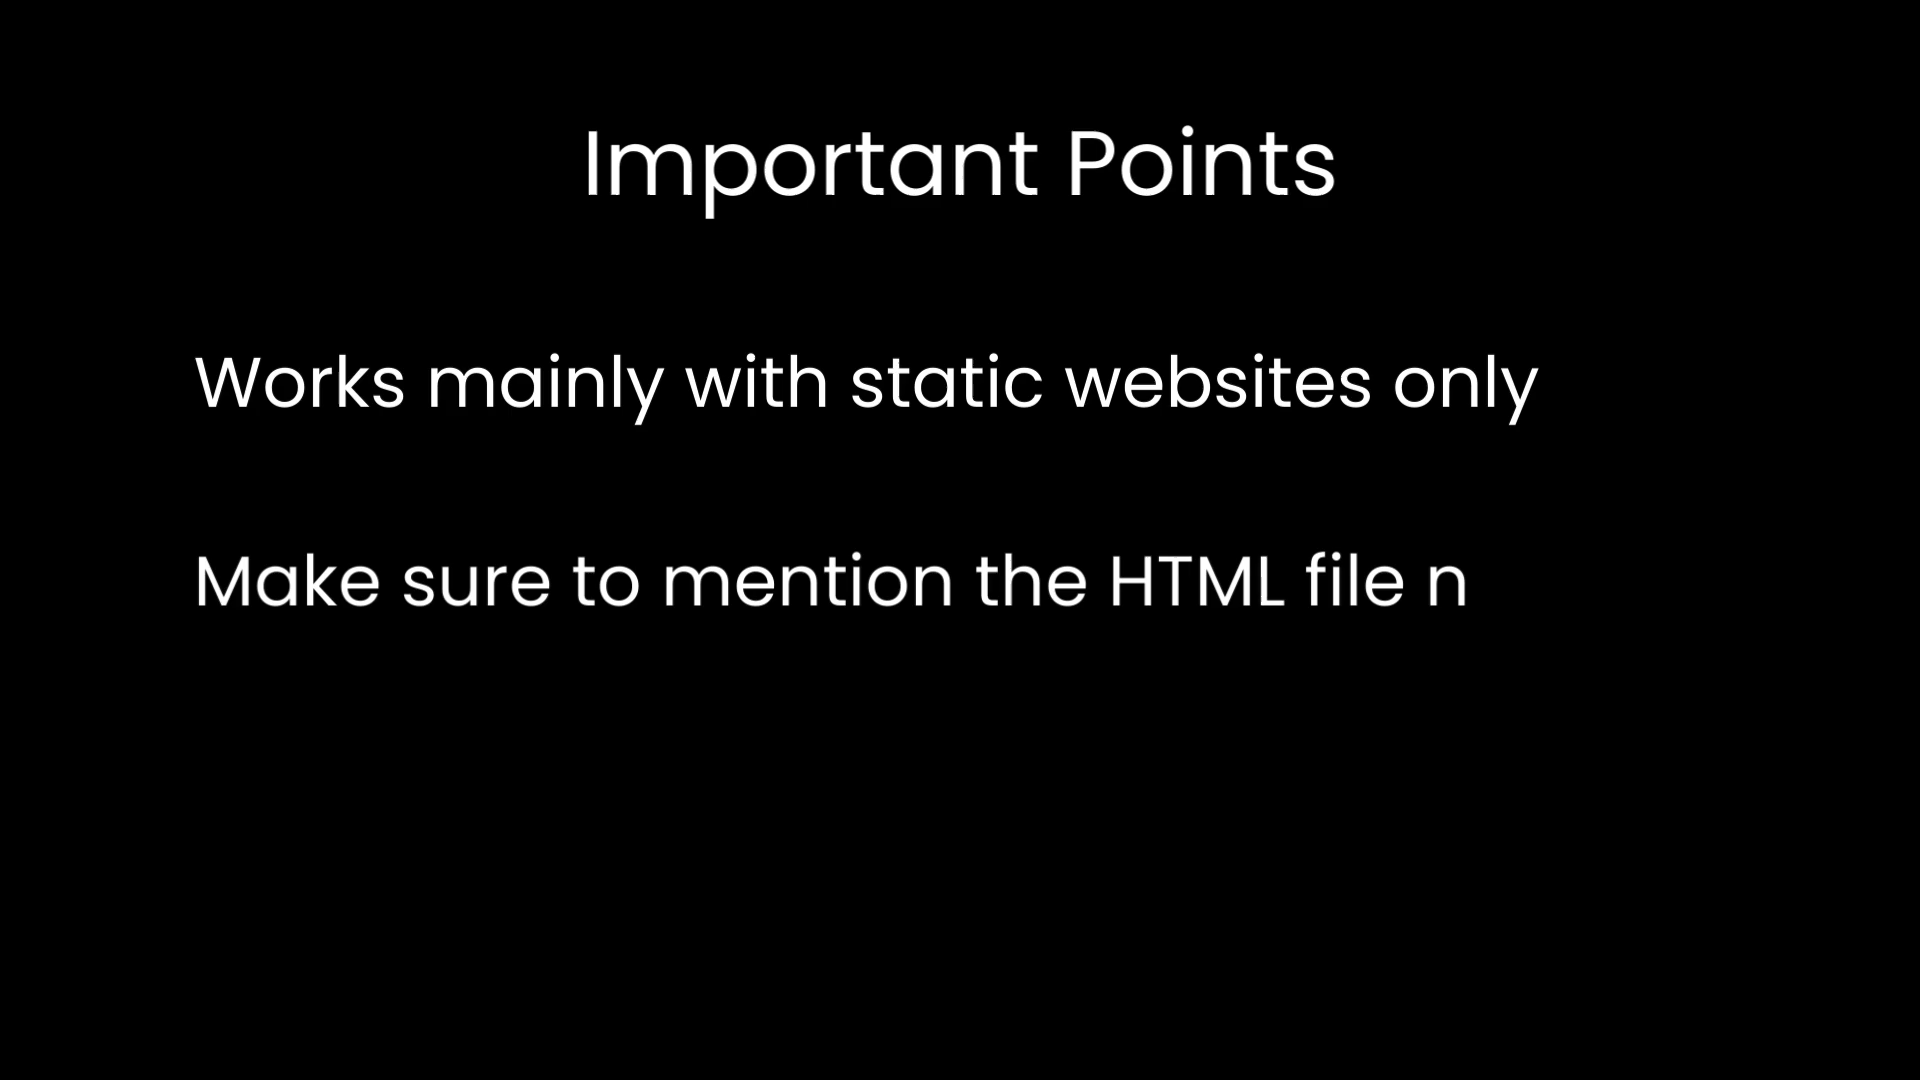 Important Points
Works mainly with static websites only
Make sure to mention the HTML file n